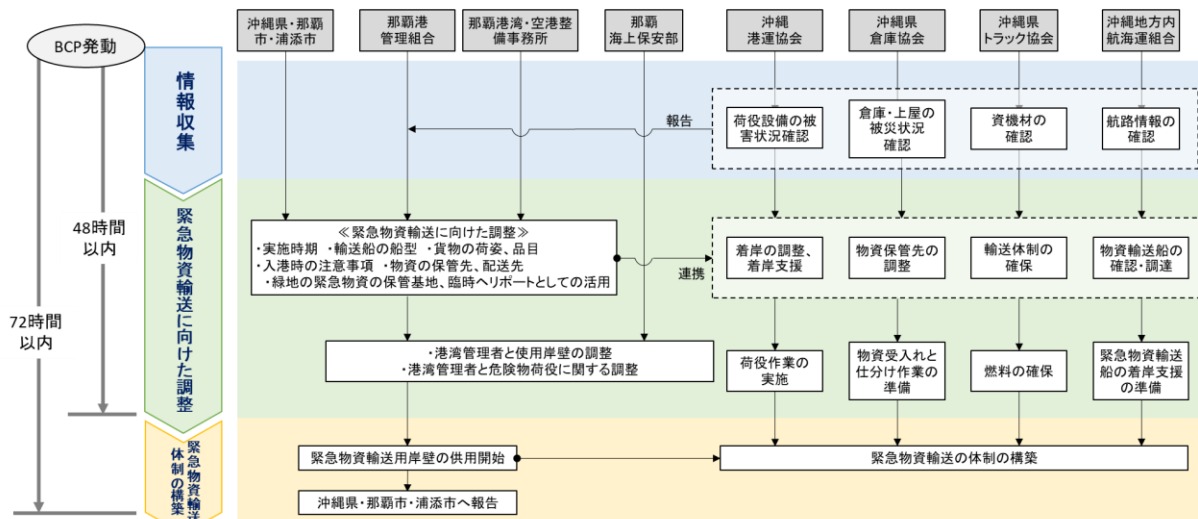 BCP発動
48時間
以内
72時間
以内
情報収集
緊急物資輸送に向けた調整
緊急物資輸送
体制の構築
沖縄県・那覇
市・浦添市
那覇港
管理組合
那覇港湾・空港整
備事務所
那覇
海上保安部
沖縄
港運協会
沖縄県
倉庫協会
沖縄県
トラック協会
沖縄地方内
航海運組合
報告
荷役設備の被
害状況確認
倉庫・上屋の
被災状況
確認
資機材の
確認
航路情報の
確認
≪緊急物資輸送に向けた調整≫
・実施時期 ・輸送船の船型 ・貨物の荷姿、品目
・入港時の注意事項 ・物資の保管先、配送先
・緑地の緊急物資の保管基地、臨時ヘリポートとしての活用
連携
着岸の調整、
着岸支援
物資保管先の
調整
輸送体制の
確保
物資輸送船の
確認・調達
・港湾管理者と使用岸壁の調整
・港湾管理者と危険物荷役に関する調整
荷役作業の
実施
物資受入れと
仕分け作業の
準備
燃料の確保
緊急物資輸送
船の着岸支援
の準備
緊急物資輸送用岸壁の供用開始
緊急物資輸送の体制の構築
沖縄県・那覇市・浦添市へ報告